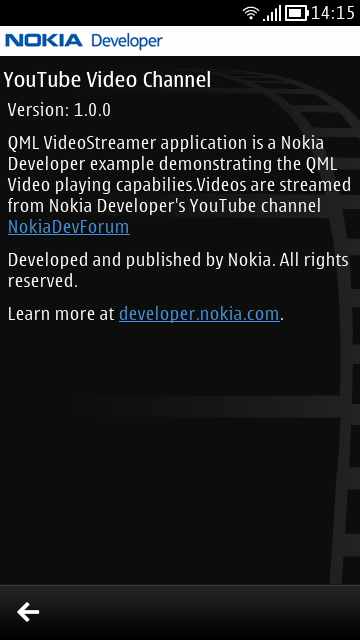 14:15
NOKIA Developer
YouTube Video Channel
Version: 1.0.0
QML VideoStreamer application is a Nokia
Developer example demonstrating the QML
Video playing capabilies.Videos are streamed
from Nokia Developer's YouTube channel
NokiaDevForum
Developed and published by Nokia. All rights
reserved.
Learn more at developer.nokia.com.